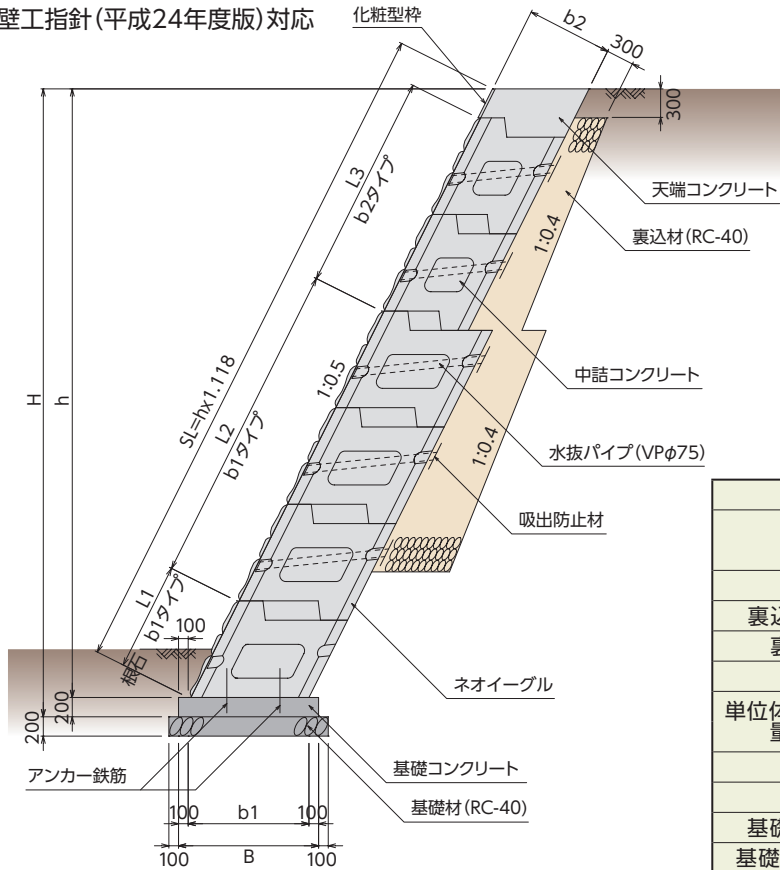 壁工指針(平成24年度版)対応
化粧型枠
b2
300
300
L3
b2タイプ
天端コンクリート
1:0.4
裏込材(RC-40)
SL=h×1.118
H
h
1:0.5
L2
b1タイプ
中詰コンクリート
水抜パイプ(VPφ75)
1:0.4
吸出防止材
L1
b1タイプ
100
根石
ネオイーグル
200
200
アンカー鉄筋
基礎コンクリート
基礎材(RC-40)
100
b1
100
100
B
100
裏込
裏
単位体
量
基礎
基礎